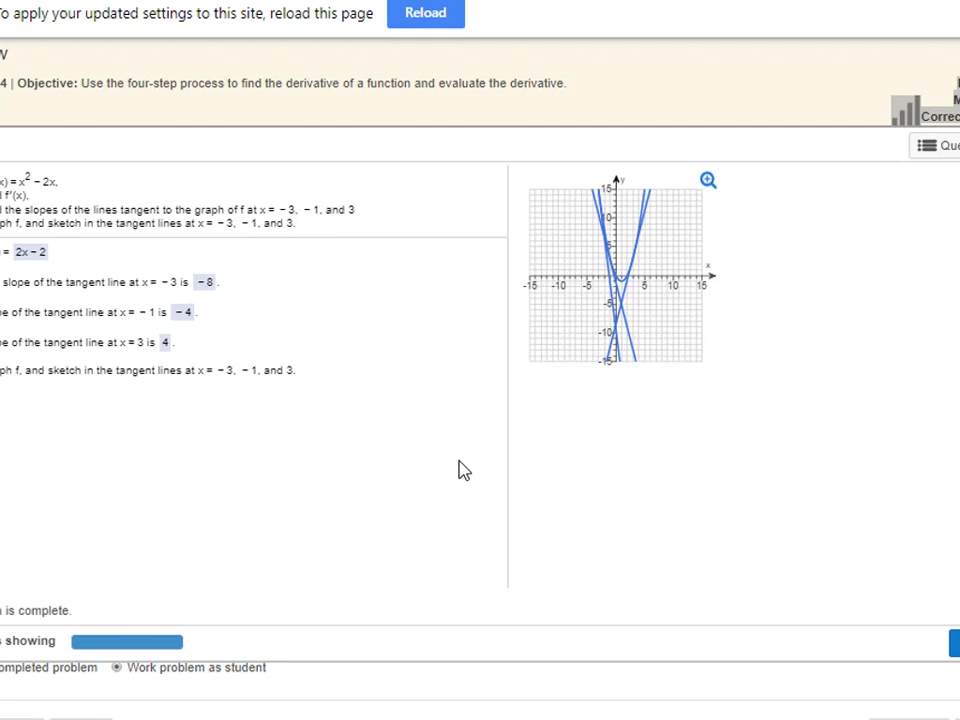 To apply your updated settings to this site, reload this page Reload
4 | Objective: Use the four-step process to find the derivative of a function and evaluate the derivative.
Correc
Que
x) = x² − 2x,
f'(x),
the slopes of the lines tangent to the graph of f at x = − 3, − 1, and 3
ph f, and sketch in the tangent lines at x = − 3, − 1, and 3.
= 2x − 2
slope of the tangent line at x = − 3 is − 8 .
pe of the tangent line at x = − 1 is − 4 .
pe of the tangent line at x = 3 is 4 .
ph f, and sketch in the tangent lines at x = − 3, − 1, and 3.
y
15
10
5
x
-15 -10 -5 5 10 15
-5
-10
-15
is complete.
s showing
ompleted problem Work problem as student